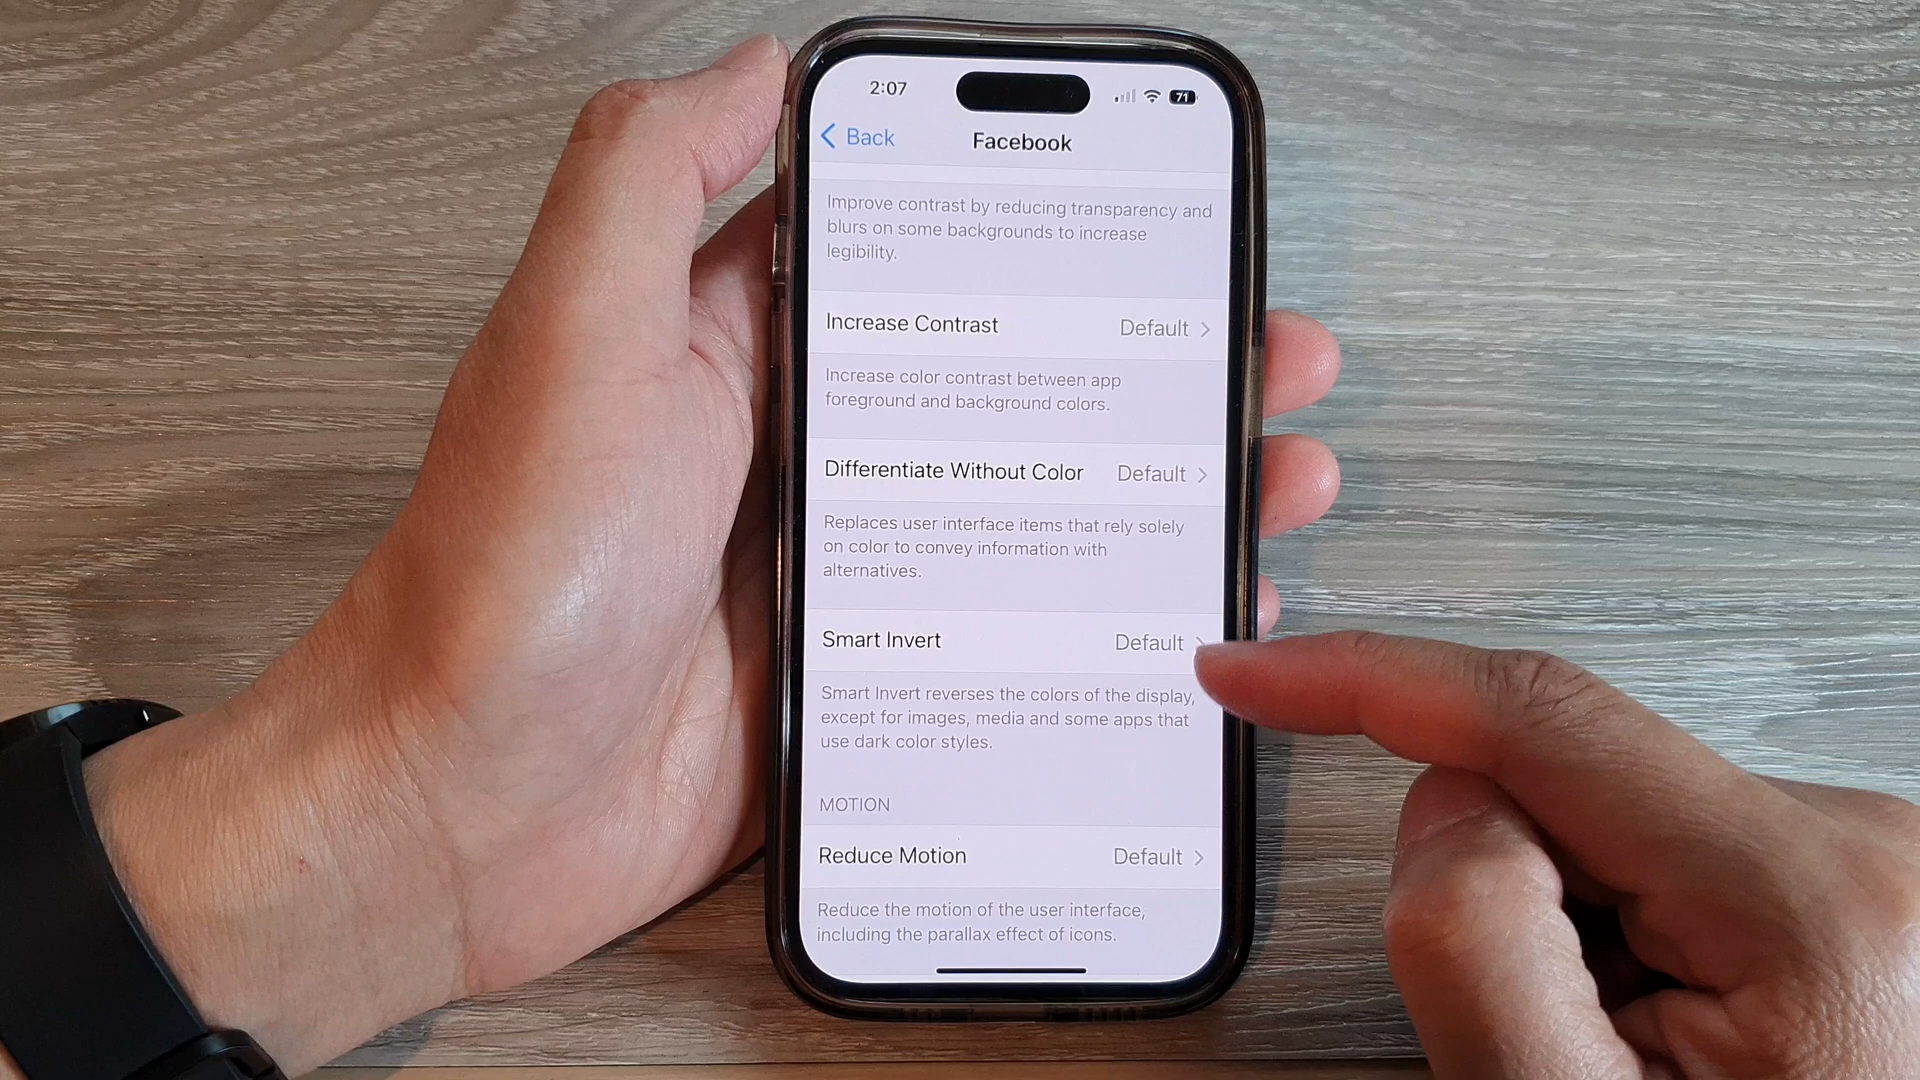 2:07
71
Back
Facebook
Improve contrast by reducing transparency and
blurs on some backgrounds to increase
legibility.
Increase Contrast Default
Increase color contrast between app
foreground and background colors.
Differentiate Without Color Default
Replaces user interface items that rely solely
on color to convey information with
alternatives.
Smart Invert Default
Smart Invert reverses the colors of the display,
except for images, media and some apps that
use dark color styles.
MOTION
Reduce Motion Default
Reduce the motion of the user interface,
including the parallax effect of icons.